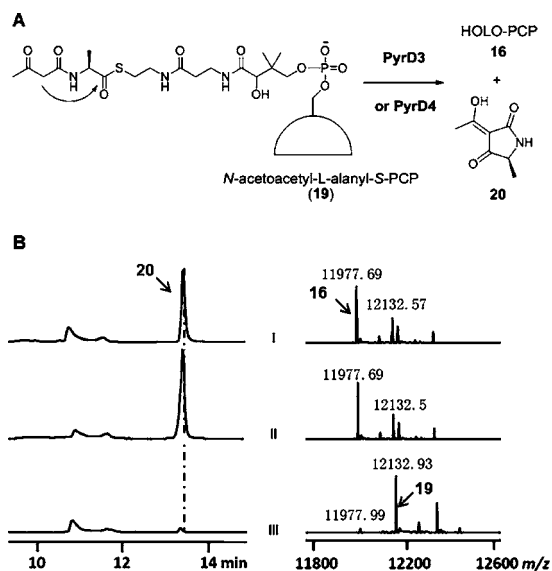 A
O
O
N
H
O
S
H
N
O
N
H
O
OH
O
O
P
O
O
PyrD3
or PyrD4
HOLO-PCP
16
+
OH
O
NH
O
20
N-acetoacetyl-L-alanyl-S-PCP
(19)
B
20
I
II
III
10 12 14 min
16
11977.69
12132.57
11977.69
12132.5
12132.93
19
11977.99
11800 12200 12600 m/z